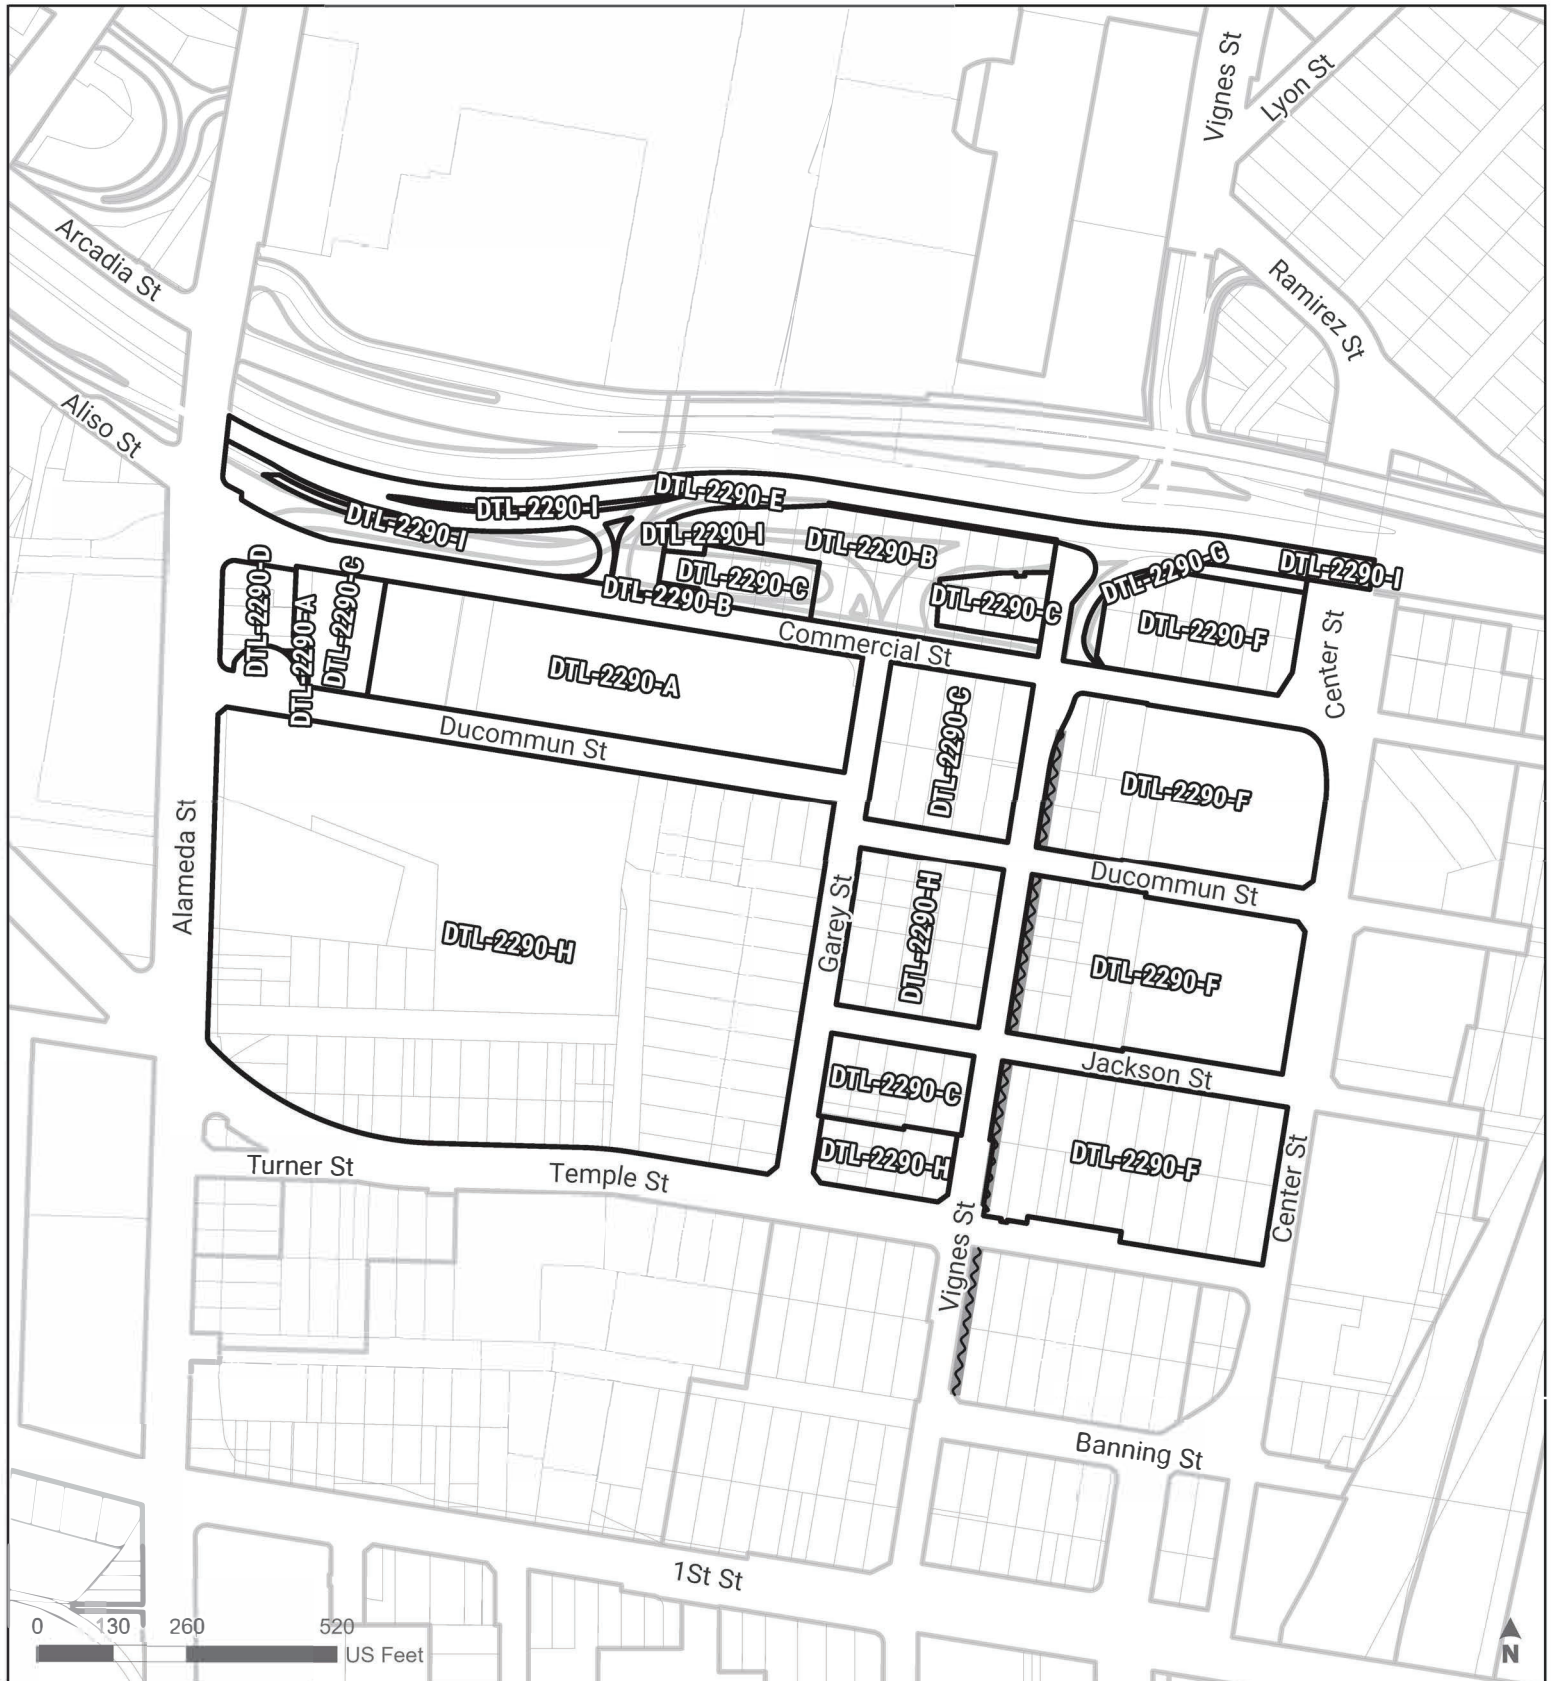 Vignes St
Lyon St
Arcadia St
Ramirez St
Aliso St
DTL-2290-E
DTL-2290-I
DTL-2290-I
DTL-2290-I
DTL-2290-B
DTL-2290-G
DTL-2290-I
DTL-2290-D
DTL-2290-A
DTL-2290-C
DTL-2290-C
DTL-2290-B
DTL-2290-C
DTL-2290-F
Commercial St
Center St
DTL-2290-A
DTL-2290-C
Ducommun St
DTL-2290-F
Alameda St
Ducommun St
DTL-2290-H
Garey St
DTL-2290-H
DTL-2290-F
Jackson St
DTL-2290-C
DTL-2290-H
DTL-2290-F
Center St
Turner St
Temple St
Vignes St
Banning St
1St St
0 130 260 520
US Feet
N